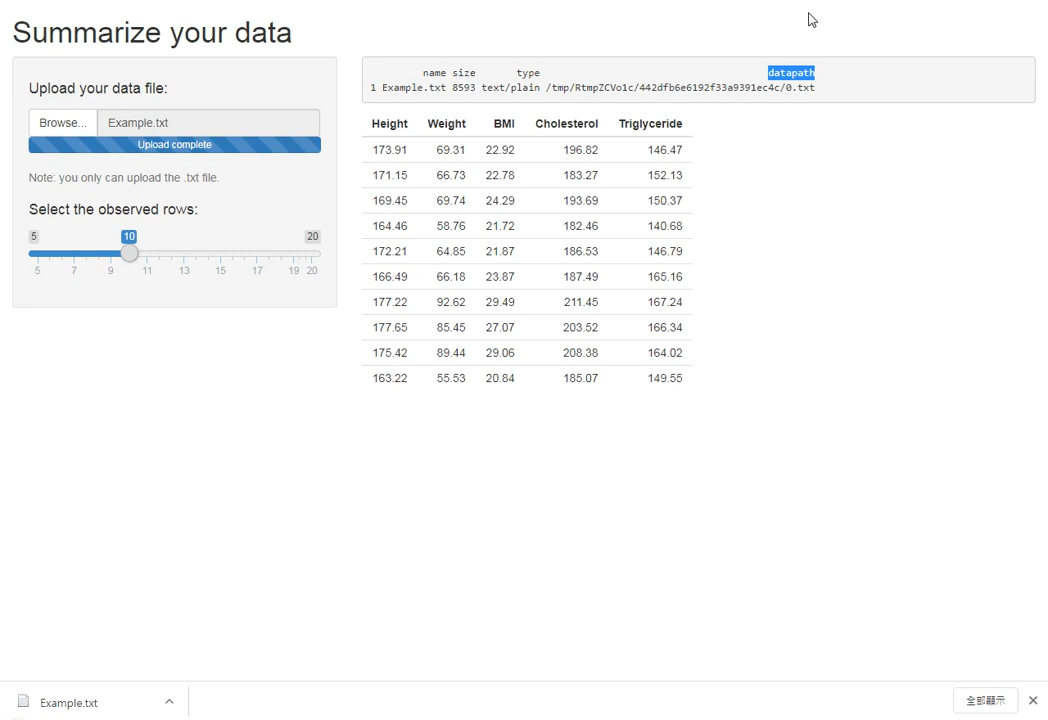 Summarize your data
Upload your data file:
Browse... Example.txt
Upload complete
Note: you only can upload the .txt file.
Select the observed rows:
5 10 20
5 7 9 11 13 15 17 19 20
name size type datapath
1 Example.txt 8593 text/plain /tmp/RtmpZCVo1c/442dfb6e6192f33a9391ec4c/0.txt
Height Weight BMI Cholesterol Triglyceride
173.91 69.31 22.92 196.82 146.47
171.15 66.73 22.78 183.27 152.13
169.45 69.74 24.29 193.69 150.37
164.46 58.76 21.72 182.46 140.68
172.21 64.85 21.87 186.53 146.79
166.49 66.18 23.87 187.49 165.16
177.22 92.62 29.49 211.45 167.24
177.65 85.45 27.07 203.52 166.34
175.42 89.44 29.06 208.38 164.02
163.22 55.53 20.84 185.07 149.55
Example.txt
全部顯示